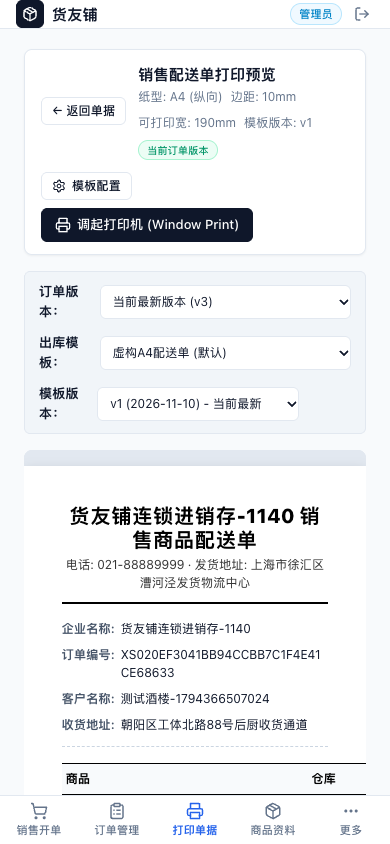 货友铺
管理员
← 返回单据
销售配送单打印预览
纸型: A4 (纵向) 边距: 10mm
可打印宽: 190mm 模板版本: v1
当前订单版本
模板配置
调起打印机 (Window Print)
订单版
本:
当前最新版本 (v3)
出库模
板:
虚构A4配送单 (默认)
模板版
本:
v1 (2026-11-10) - 当前最新
货友铺连锁进销存-1140 销
售商品配送单
电话: 021-88889999 · 发货地址: 上海市徐汇区
漕河泾发货物流中心
企业名称: 货友铺连锁进销存-1140
订单编号: XS020EF3041BB94CCBB7C1F4E41
CE68633
客户名称: 测试酒楼-1794366507024
收货地址: 朝阳区工体北路88号后厨收货通道
商品 仓库
销售开单 订单管理 打印单据 商品资料 更多